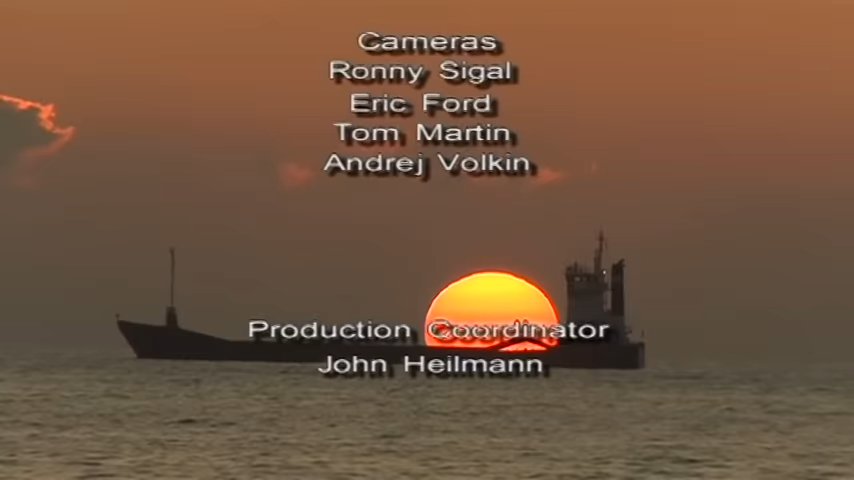 Cameras
Ronny Sigal
Eric Ford
Tom Martin
Andrej Volkin
Production Coordinator
John Heilmann